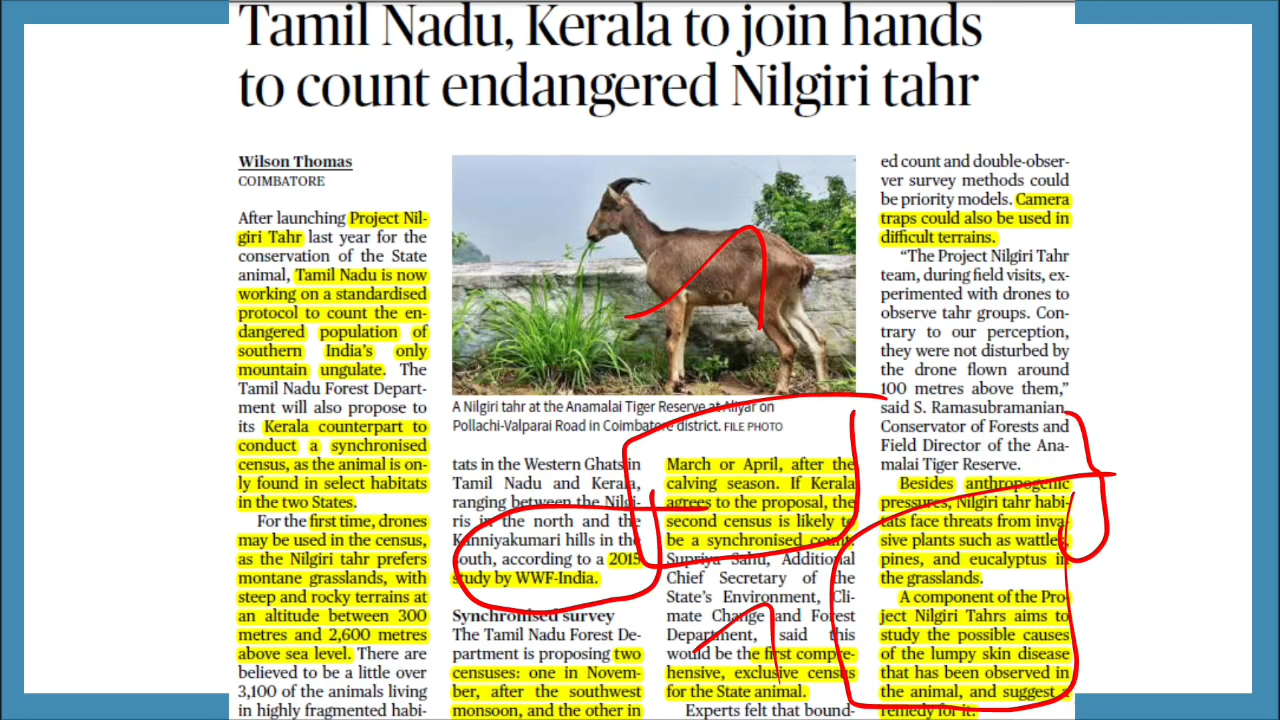 Tamil Nadu, Kerala to join hands
to count endangered Nilgiri tahr
Wilson Thomas
COIMBATORE
After launching Project Nil-
giri Tahr last year for the
conservation of the State
animal, Tamil Nadu is now
working on a standardised
protocol to count the en-
dangered population of
southern India's only
mountain ungulate. The
Tamil Nadu Forest Depart-
ment will also propose to
its Kerala counterpart to
conduct a synchronised
census, as the animal is on-
ly found in select habitats
in the two States.
For the first time, drones
may be used in the census,
as the Nilgiri tahr prefers
montane grasslands, with
steep and rocky terrains at
an altitude between 300
metres and 2,600 metres
above sea level. There are
believed to be a little over
3,100 of the animals living
in highly fragmented habi-
A Nilgiri tahr at the Anamalai Tiger Reserve at Aliyar on
Pollachi-Valparai Road in Coimbatore district. FILE PHOTO
tats in the Western Ghats in
Tamil Nadu and Kerala,
ranging between the Nilgi-
ris in the north and the
Kanniyakumari hills in the
south, according to a 2015
study by WWF-India.
Synchronised survey
The Tamil Nadu Forest De-
partment is proposing two
censuses: one in Novem-
ber, after the southwest
monsoon, and the other in
March or April, after the
calving season. If Kerala
agrees to the proposal, the
second census is likely to
be a synchronised count.
Supriya Sahu, Additional
Chief Secretary of the
State's Environment, Cli-
mate Change and Forest
Department, said this
would be the first compre-
hensive, exclusive census
for the State animal.
Experts felt that bound-
ed count and double-obser-
ver survey methods could
be priority models. Camera
traps could also be used in
difficult terrains.
"The Project Nilgiri Tahr
team, during field visits, ex-
perimented with drones to
observe tahr groups. Con-
trary to our perception,
they were not disturbed by
the drone flown around
100 metres above them,"
said S. Ramasubramanian,
Conservator of Forests and
Field Director of the Ana-
malai Tiger Reserve.
Besides anthropogenic
pressures, Nilgiri tahr habi-
tats face threats from inva-
sive plants such as wattles,
pines, and eucalyptus in
the grasslands.
A component of the Pro-
ject Nilgiri Tahrs aims to
study the possible causes
of the lumpy skin disease
that has been observed in
the animal, and suggest a
remedy for it.